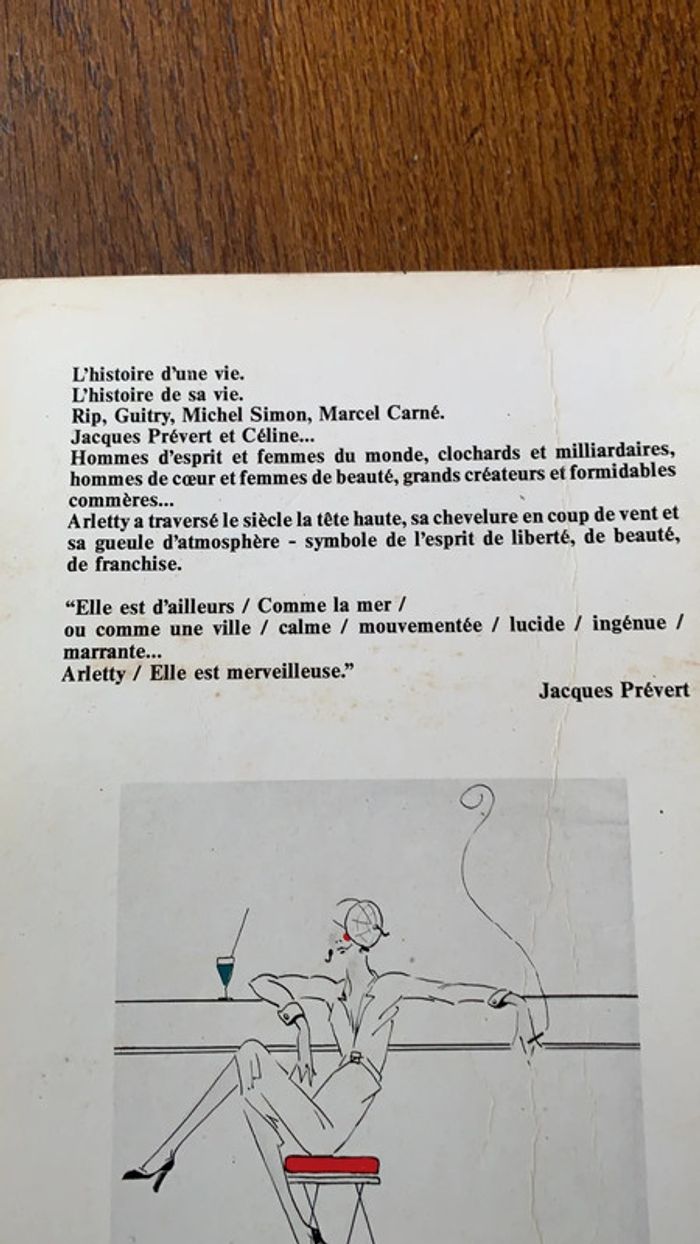 L'histoire d'une vie.
L'histoire de sa vie.
Rip, Guitry, Michel Simon, Marcel Carné.
Jacques Prévert et Céline...
Hommes d'esprit et femmes du monde, clochards et milliardaires,
hommes de cœur et femmes de beauté, grands créateurs et formidables
commères...
Arletty a traversé le siècle la tête haute, sa chevelure en coup de vent et
sa gueule d'atmosphère - symbole de l'esprit de liberté, de beauté,
de franchise.
“Elle est d'ailleurs / Comme la mer /
ou comme une ville / calme / mouvementée / lucide / ingénue /
marrante...
Arletty / Elle est merveilleuse.”
Jacques Prévert